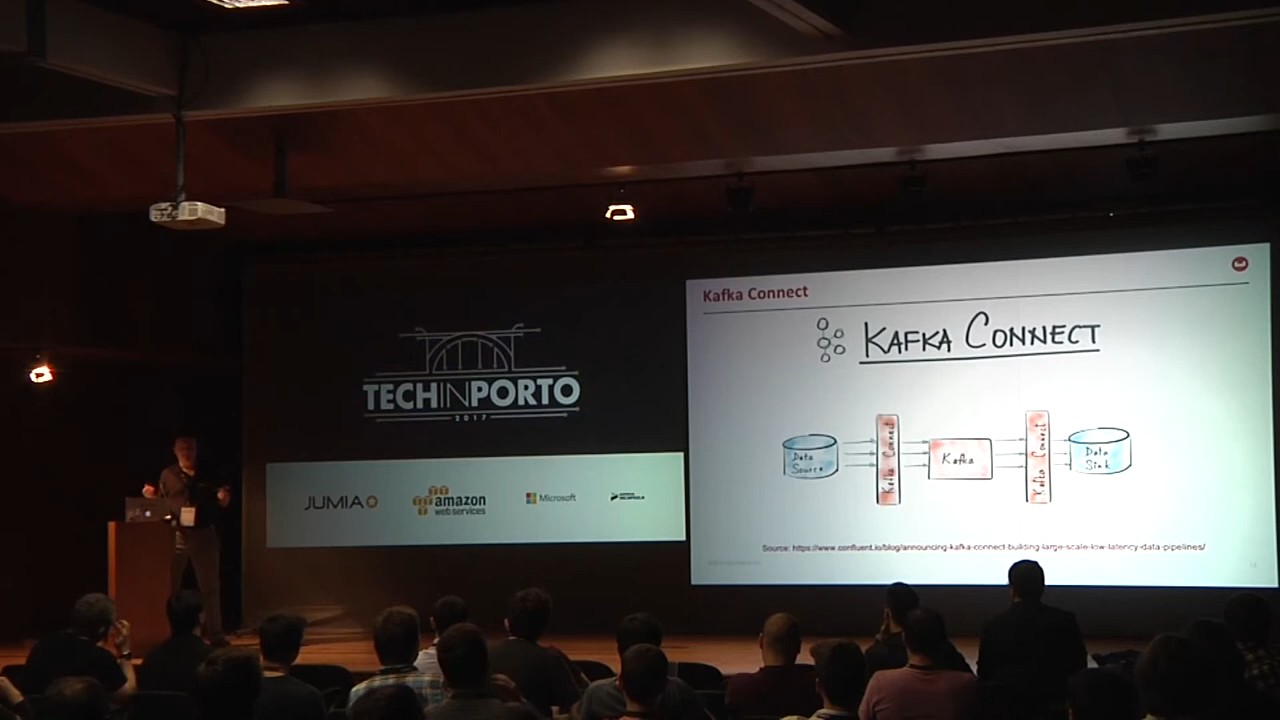 TECHINPORTO
2017
JUMIA
amazon
web services
Microsoft
Kafka Connect
KAFKA CONNECT
Data
Source
Kafka Connect
Kafka
Kafka Connect
Data
Sink
Source: https://www.confluent.io/blog/announcing-kafka-connect-building-large-scale-low-latency-data-pipelines/